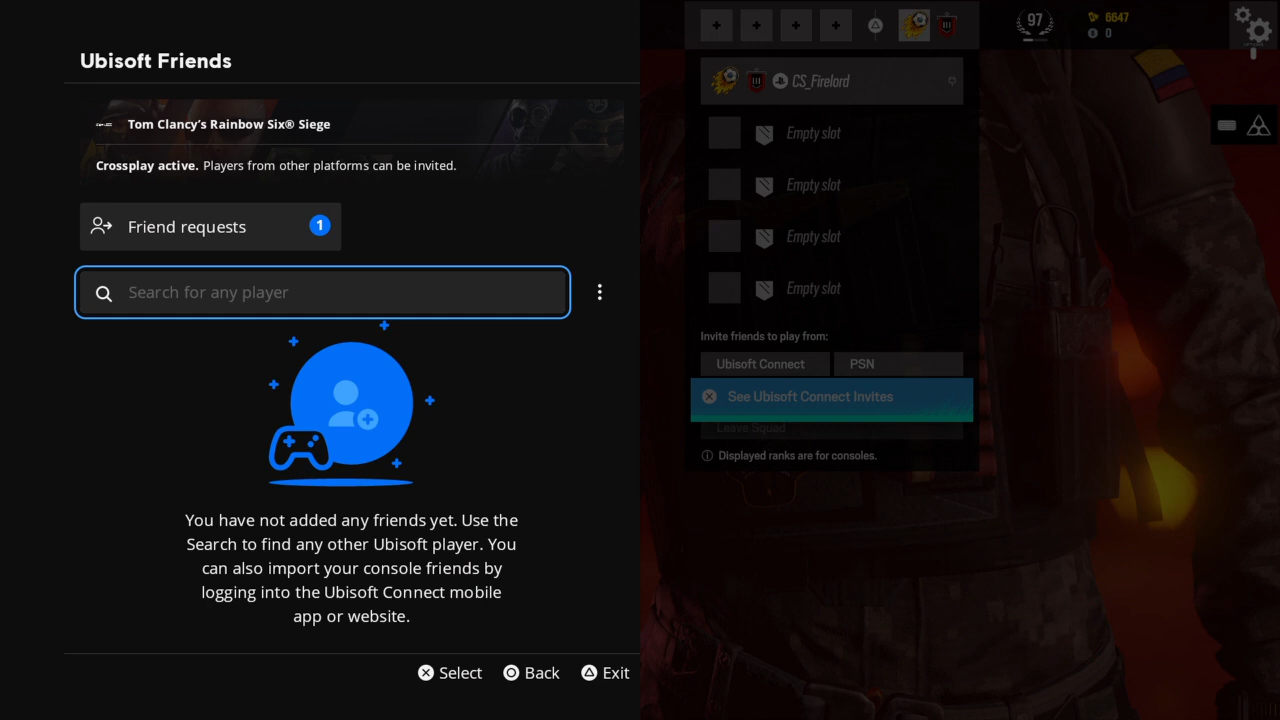 Ubisoft Friends
Tom Clancy's Rainbow Six® Siege
Crossplay active. Players from other platforms can be invited.
Friend requests
1
Search for any player
You have not added any friends yet. Use the
Search to find any other Ubisoft player. You
can also import your console friends by
logging into the Ubisoft Connect mobile
app or website.
Select
Back
Exit
III
97
6647
0
III
CS_Firelord
Empty slot
Empty slot
Empty slot
Empty slot
Invite friends to play from:
Ubisoft Connect
PSN
See Ubisoft Connect Invites
Leave Squad
Displayed ranks are for consoles.